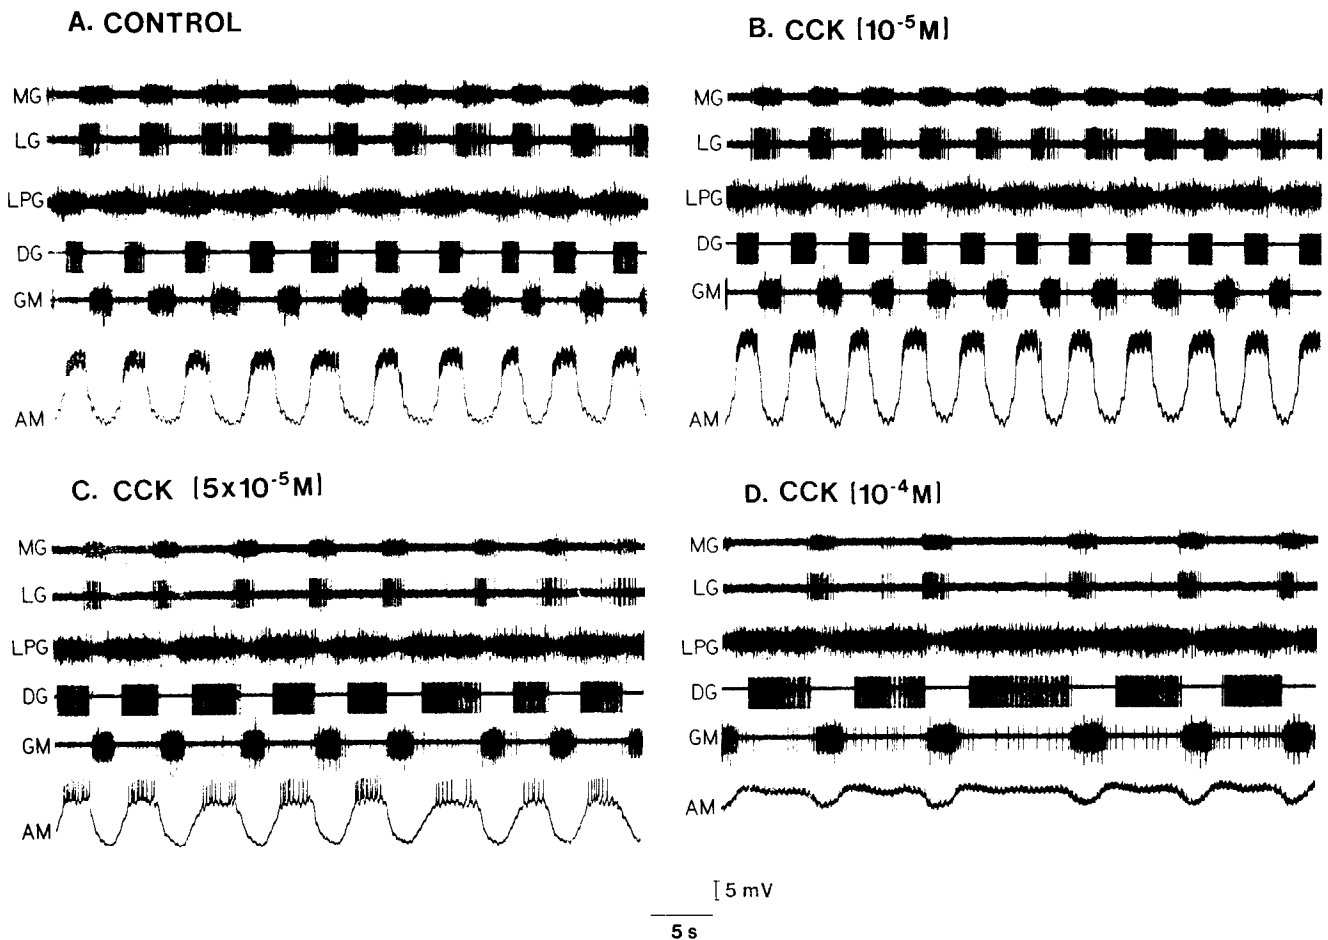 A. CONTROL
MG
LG
LPG
DG
GM
AM
B. CCK [10⁻⁵M]
MG
LG
LPG
DG
GM
AM
C. CCK [5x10⁻⁵M]
MG
LG
LPG
DG
GM
AM
D. CCK [10⁻⁴M]
MG
LG
LPG
DG
GM
AM
5 mV
5 s